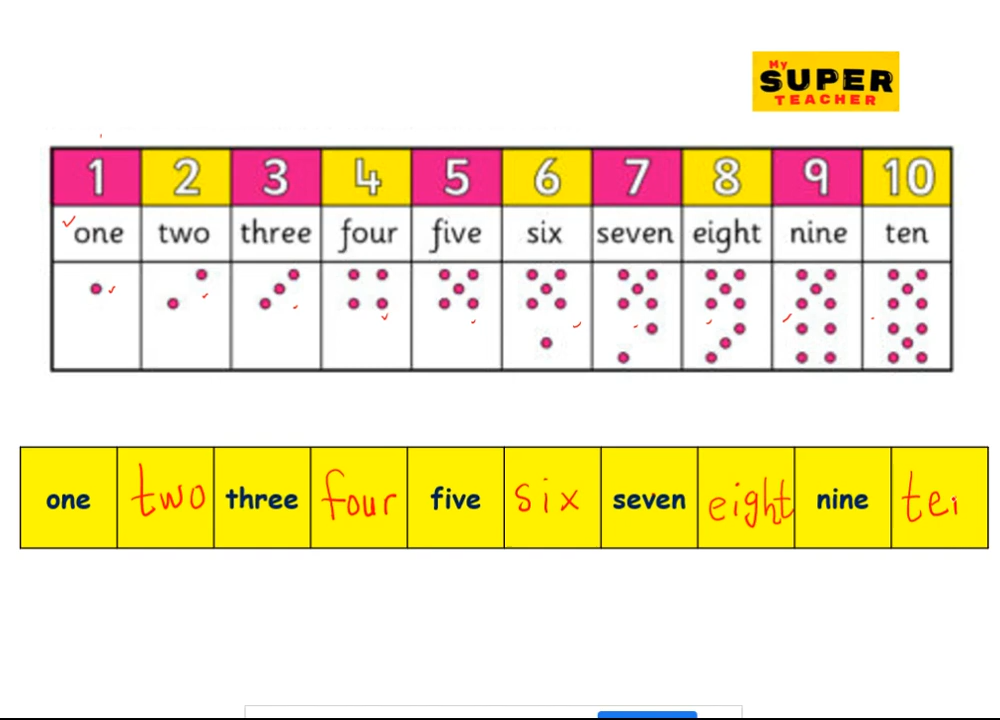 My
SUPER
TEACHER
1 2 3 4 5 6 7 8 9 10
one two three four five six seven eight nine ten
one two three four five six seven eight nine